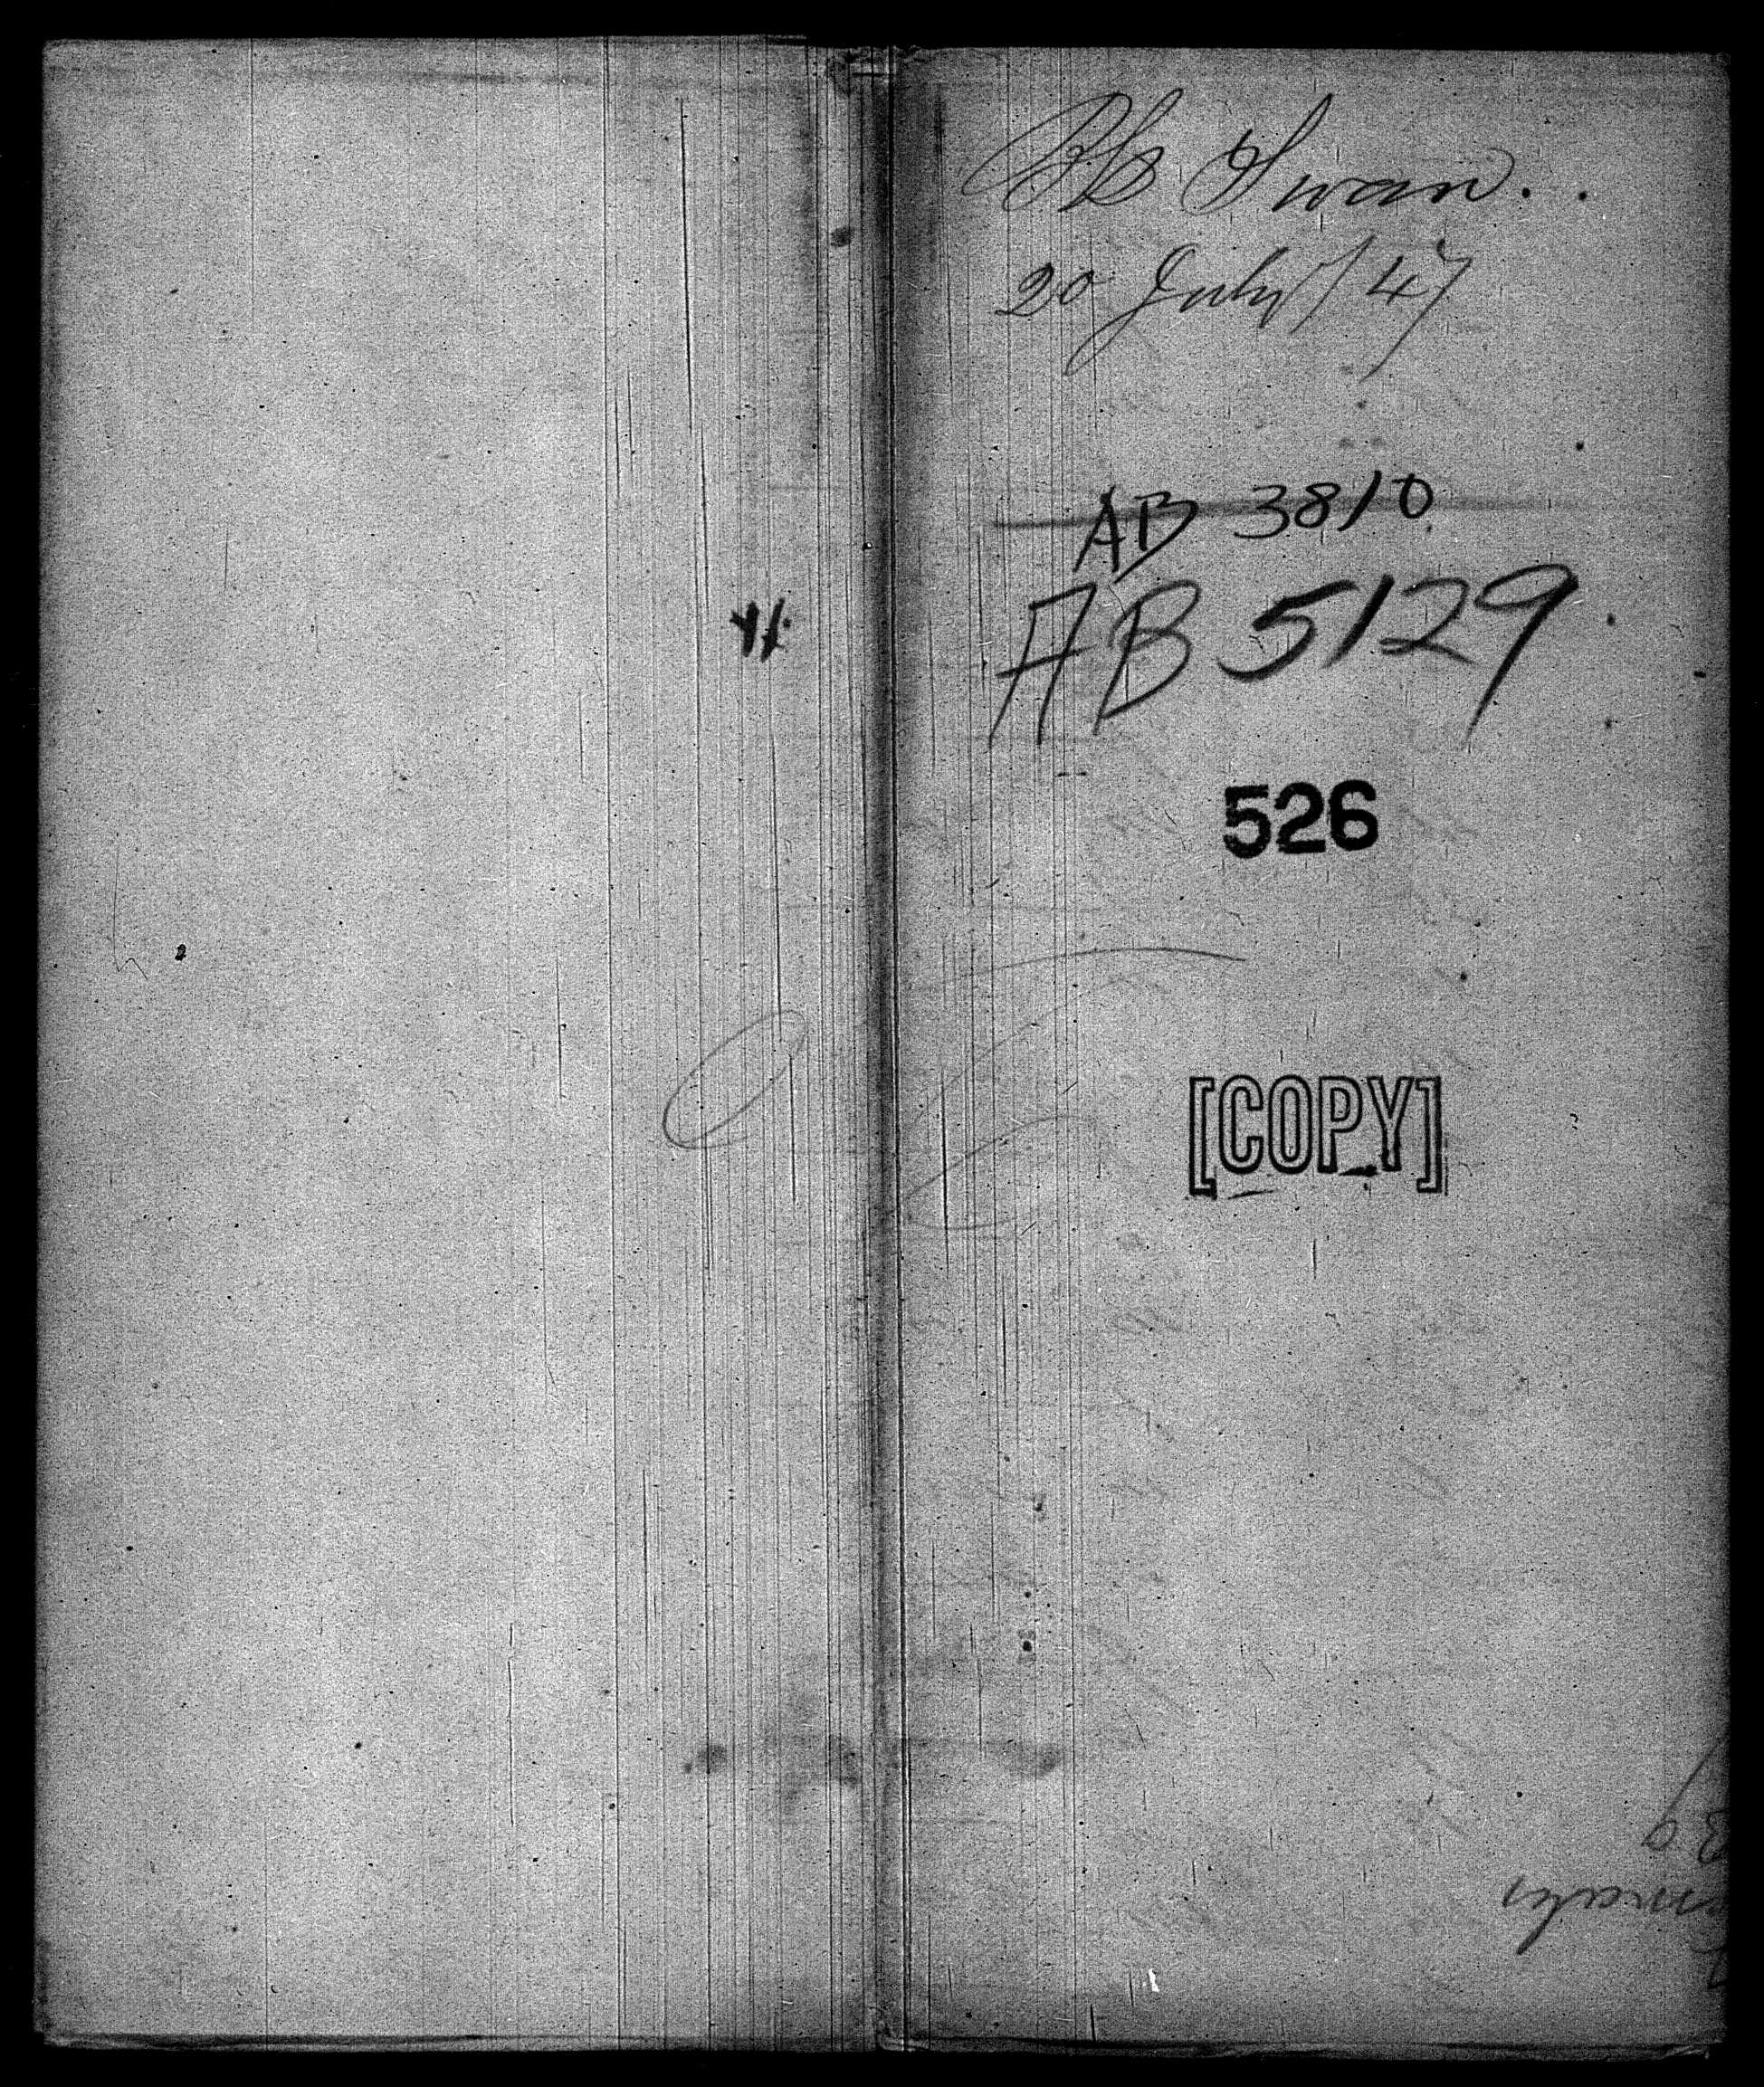 Swan.
20 July / 47
AB 3810
AB 5129
526
[COPY]